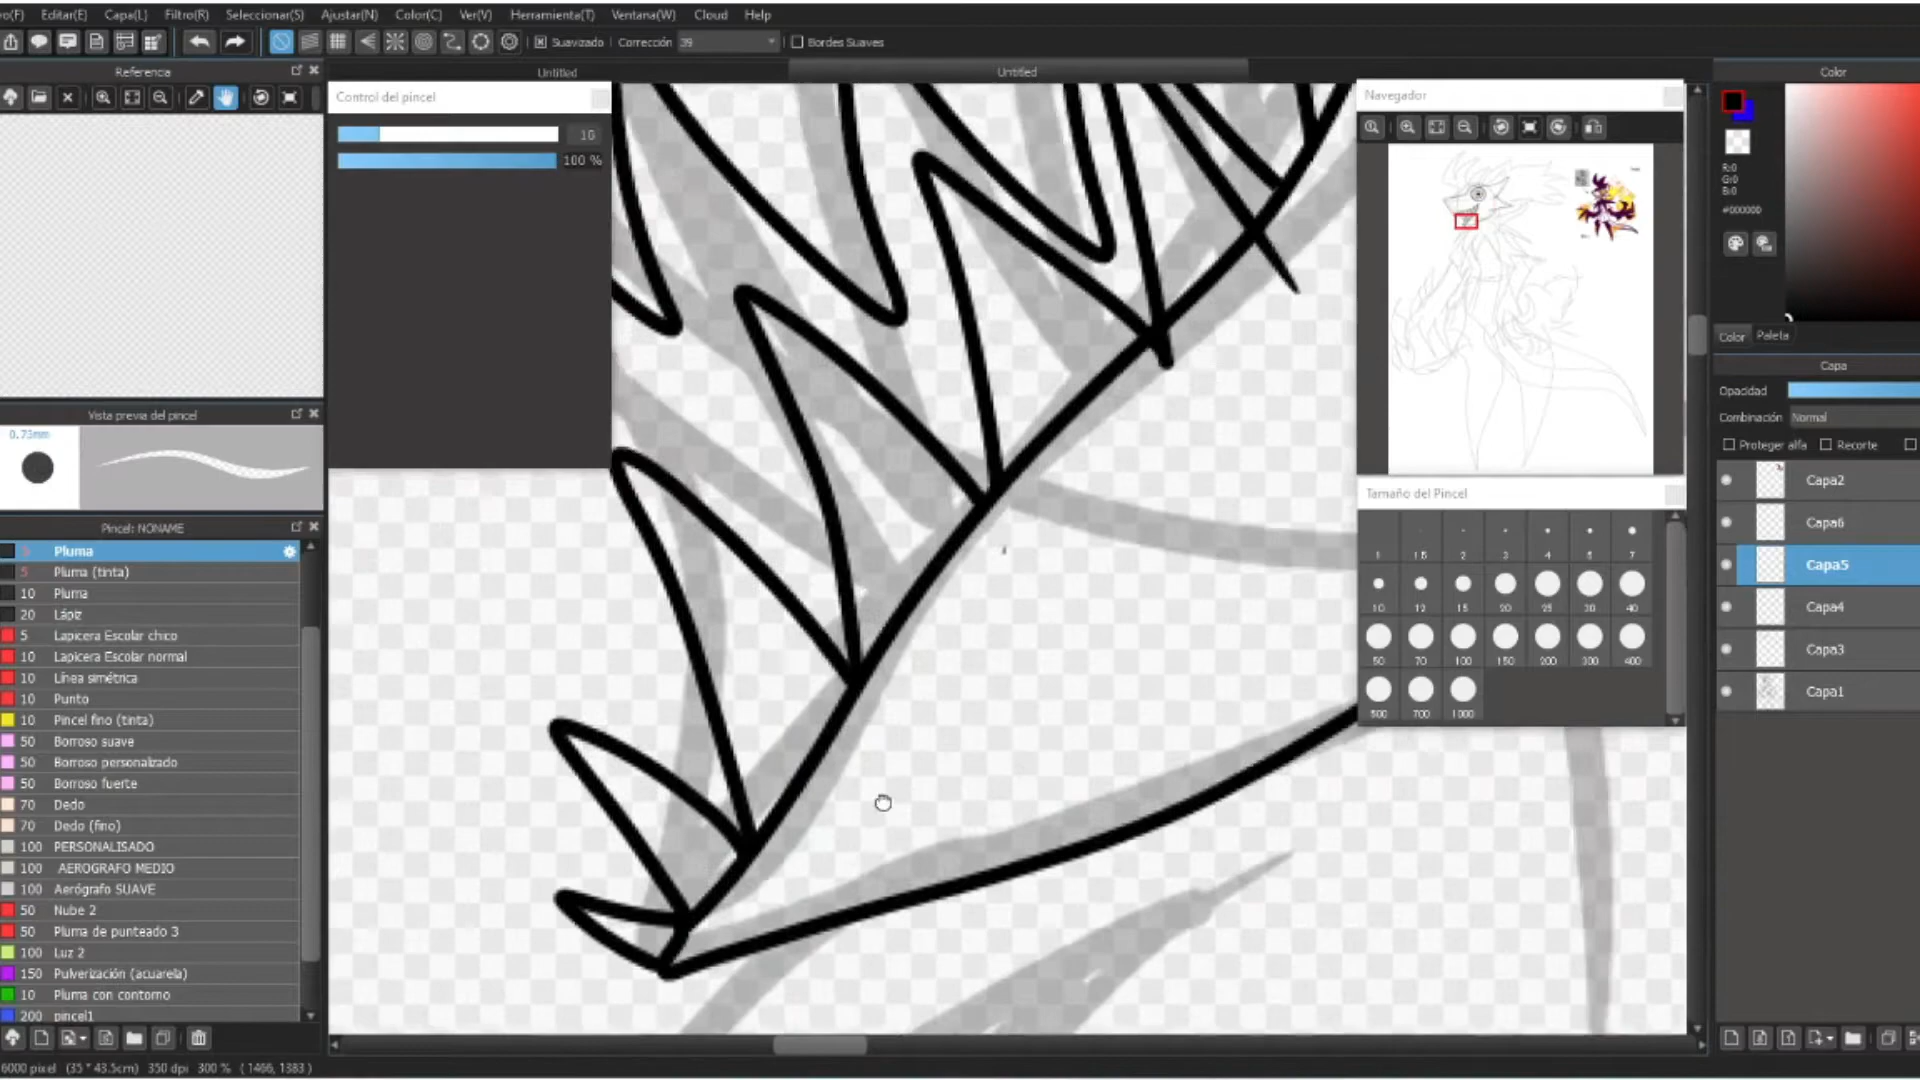 Editar(E) Capa(L) Filtro(R) Seleccionar(S) Ajustar(N) Color(C) Ver(V) Herramienta(T) Ventana(W) Cloud Help
Suavizado Corrección 39 Bordes Suaves
Referencia
Untitled
Untitled
Color
Control del pincel
10
100 %
Navegador
R:0
G:0
B:0
#000000
Color Paleta
Capa
Opacidad
Combinación Normal
Proteger alfa Recorte
Capa2
Capa6
Capa5
Capa4
Capa3
Capa1
Tamaño del Pincel
1 1.5 2 3 4 5 7
10 12 15 20 25 30 40
50 70 100 150 200 300 400
500 700 1000
Vista previa del pincel
0.73mm
Pincel: NONAME
Pluma
5 Pluma (tinta)
10 Pluma
20 Lápiz
5 Lapicera Escolar chico
10 Lapicera Escolar normal
10 Línea simétrica
10 Punto
10 Pincel fino (tinta)
50 Borroso suave
50 Borroso personalizado
50 Borroso fuerte
70 Dedo
70 Dedo (fino)
100 PERSONALISADO
100 AEROGRAFO MEDIO
100 Aerógrafo SUAVE
50 Nube 2
50 Pluma de punteado 3
100 Luz 2
150 Pulverización (acuarela)
10 Pluma con contorno
200 pincel1
6000 pixel (35 * 43.5cm) 350 dpi 300 % ( 1466, 1383 )